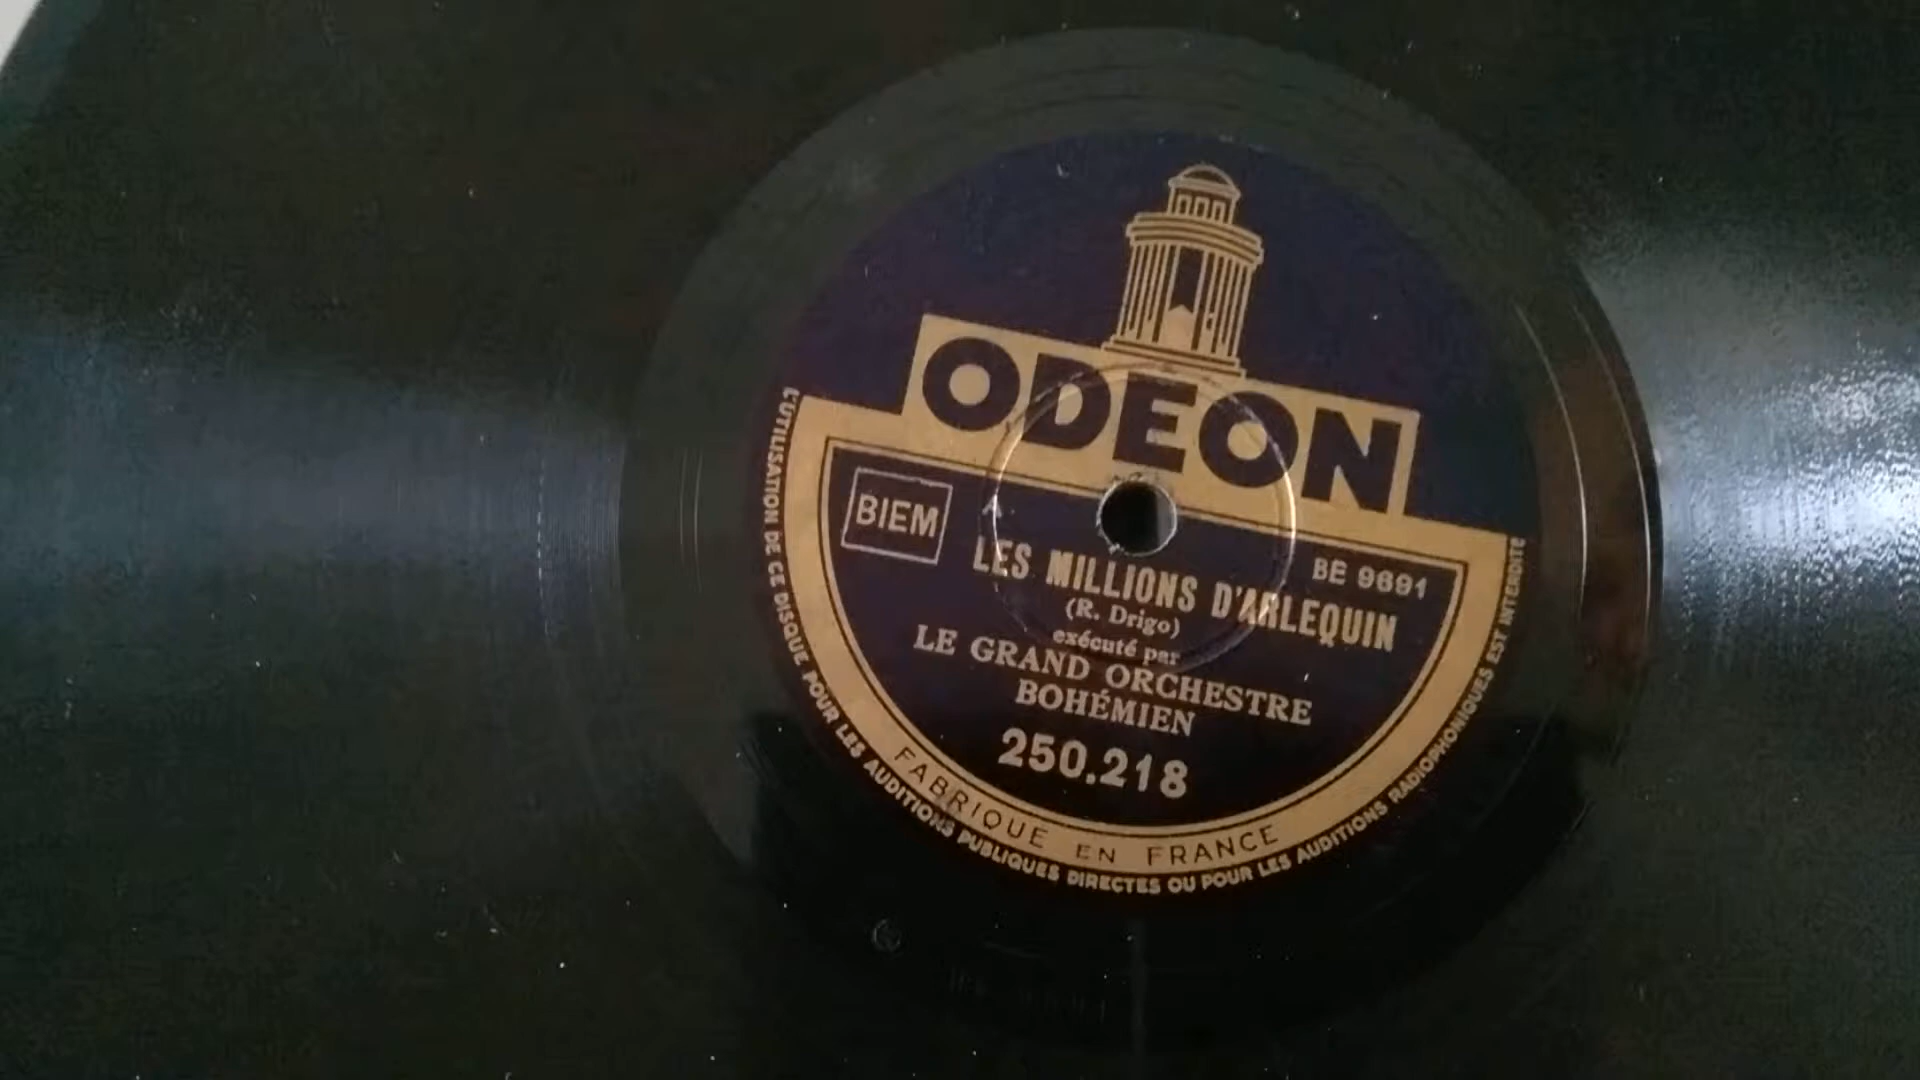 ODEON
BIEM
A
BE 9691
LES MILLIONS D'ARLEQUIN
(R. Drigo)
exécuté par
LE GRAND ORCHESTRE
BOHÉMIEN
250.218
FABRIQUÉ EN FRANCE
L'UTILISATION DE CE DISQUE POUR LES AUDITIONS PUBLIQUES DIRECTES OU POUR LES AUDITIONS RADIOPHONIQUES EST INTERDITE